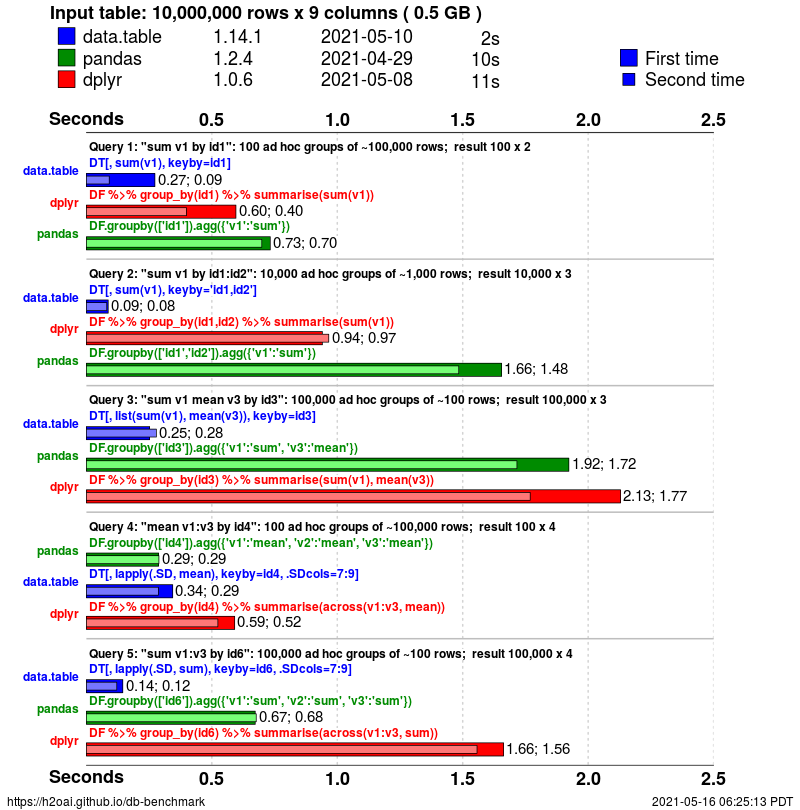 Input table: 10,000,000 rows x 9 columns ( 0.5 GB )
data.table 1.14.1 2021-05-10 2s
pandas 1.2.4 2021-04-29 10s First time
dplyr 1.0.6 2021-05-08 11s Second time
Seconds 0.5 1.0 1.5 2.0 2.5
Query 1: "sum v1 by id1": 100 ad hoc groups of ~100,000 rows; result 100 x 2
DT[, sum(v1), keyby=id1]
data.table 0.27; 0.09
DF %>% group_by(id1) %>% summarise(sum(v1))
dplyr 0.60; 0.40
DF.groupby(['id1']).agg({'v1':'sum'})
pandas 0.73; 0.70
Query 2: "sum v1 by id1:id2": 10,000 ad hoc groups of ~1,000 rows; result 10,000 x 3
DT[, sum(v1), keyby='id1,id2']
data.table 0.09; 0.08
DF %>% group_by(id1,id2) %>% summarise(sum(v1))
dplyr 0.94; 0.97
DF.groupby(['id1','id2']).agg({'v1':'sum'})
pandas 1.66; 1.48
Query 3: "sum v1 mean v3 by id3": 100,000 ad hoc groups of ~100 rows; result 100,000 x 3
DT[, list(sum(v1), mean(v3)), keyby=id3]
data.table 0.25; 0.28
DF.groupby(['id3']).agg({'v1':'sum', 'v3':'mean'})
pandas 1.92; 1.72
DF %>% group_by(id3) %>% summarise(sum(v1), mean(v3))
dplyr 2.13; 1.77
Query 4: "mean v1:v3 by id4": 100 ad hoc groups of ~100,000 rows; result 100 x 4
DF.groupby(['id4']).agg({'v1':'mean', 'v2':'mean', 'v3':'mean'})
pandas 0.29; 0.29
DT[, lapply(.SD, mean), keyby=id4, .SDcols=7:9]
data.table 0.34; 0.29
DF %>% group_by(id4) %>% summarise(across(v1:v3, mean))
dplyr 0.59; 0.52
Query 5: "sum v1:v3 by id6": 100,000 ad hoc groups of ~100 rows; result 100,000 x 4
DT[, lapply(.SD, sum), keyby=id6, .SDcols=7:9]
data.table 0.14; 0.12
DF.groupby(['id6']).agg({'v1':'sum', 'v2':'sum', 'v3':'sum'})
pandas 0.67; 0.68
DF %>% group_by(id6) %>% summarise(across(v1:v3, sum))
dplyr 1.66; 1.56
Seconds 0.5 1.0 1.5 2.0 2.5
https://h2oai.github.io/db-benchmark 2021-05-16 06:25:13 PDT